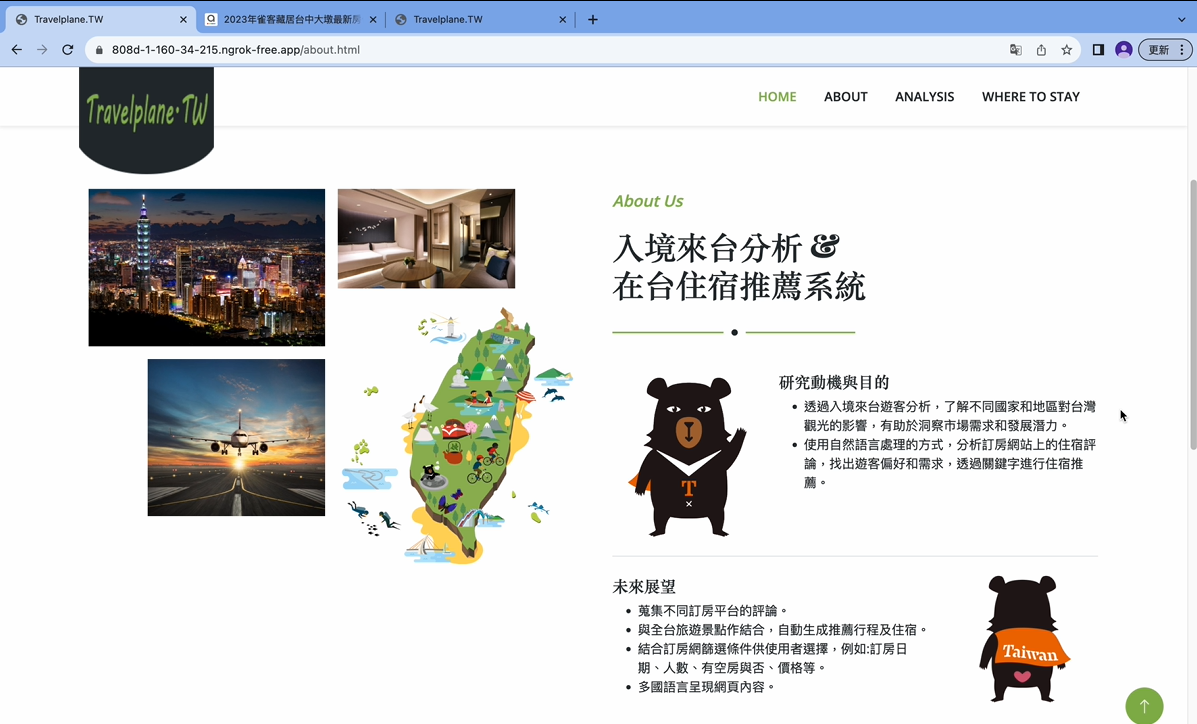 Travelplane.TW
2023年雀客藏居台中大墩最新房
Travelplane.TW
808d-1-160-34-215.ngrok-free.app/about.html
更新
Travelplane·TW
HOME
ABOUT
ANALYSIS
WHERE TO STAY
About Us
入境來台分析 &
在台住宿推薦系統
研究動機與目的
透過入境來台遊客分析，了解不同國家和地區對台灣
觀光的影響，有助於洞察市場需求和發展潛力。
使用自然語言處理的方式，分析訂房網站上的住宿評
論，找出遊客偏好和需求，透過關鍵字進行住宿推
薦。
T
未來展望
蒐集不同訂房平台的評論。
與全台旅遊景點作結合，自動生成推薦行程及住宿。
結合訂房網篩選條件供使用者選擇，例如:訂房日
期、人數、有空房與否、價格等。
多國語言呈現網頁內容。
Taiwan